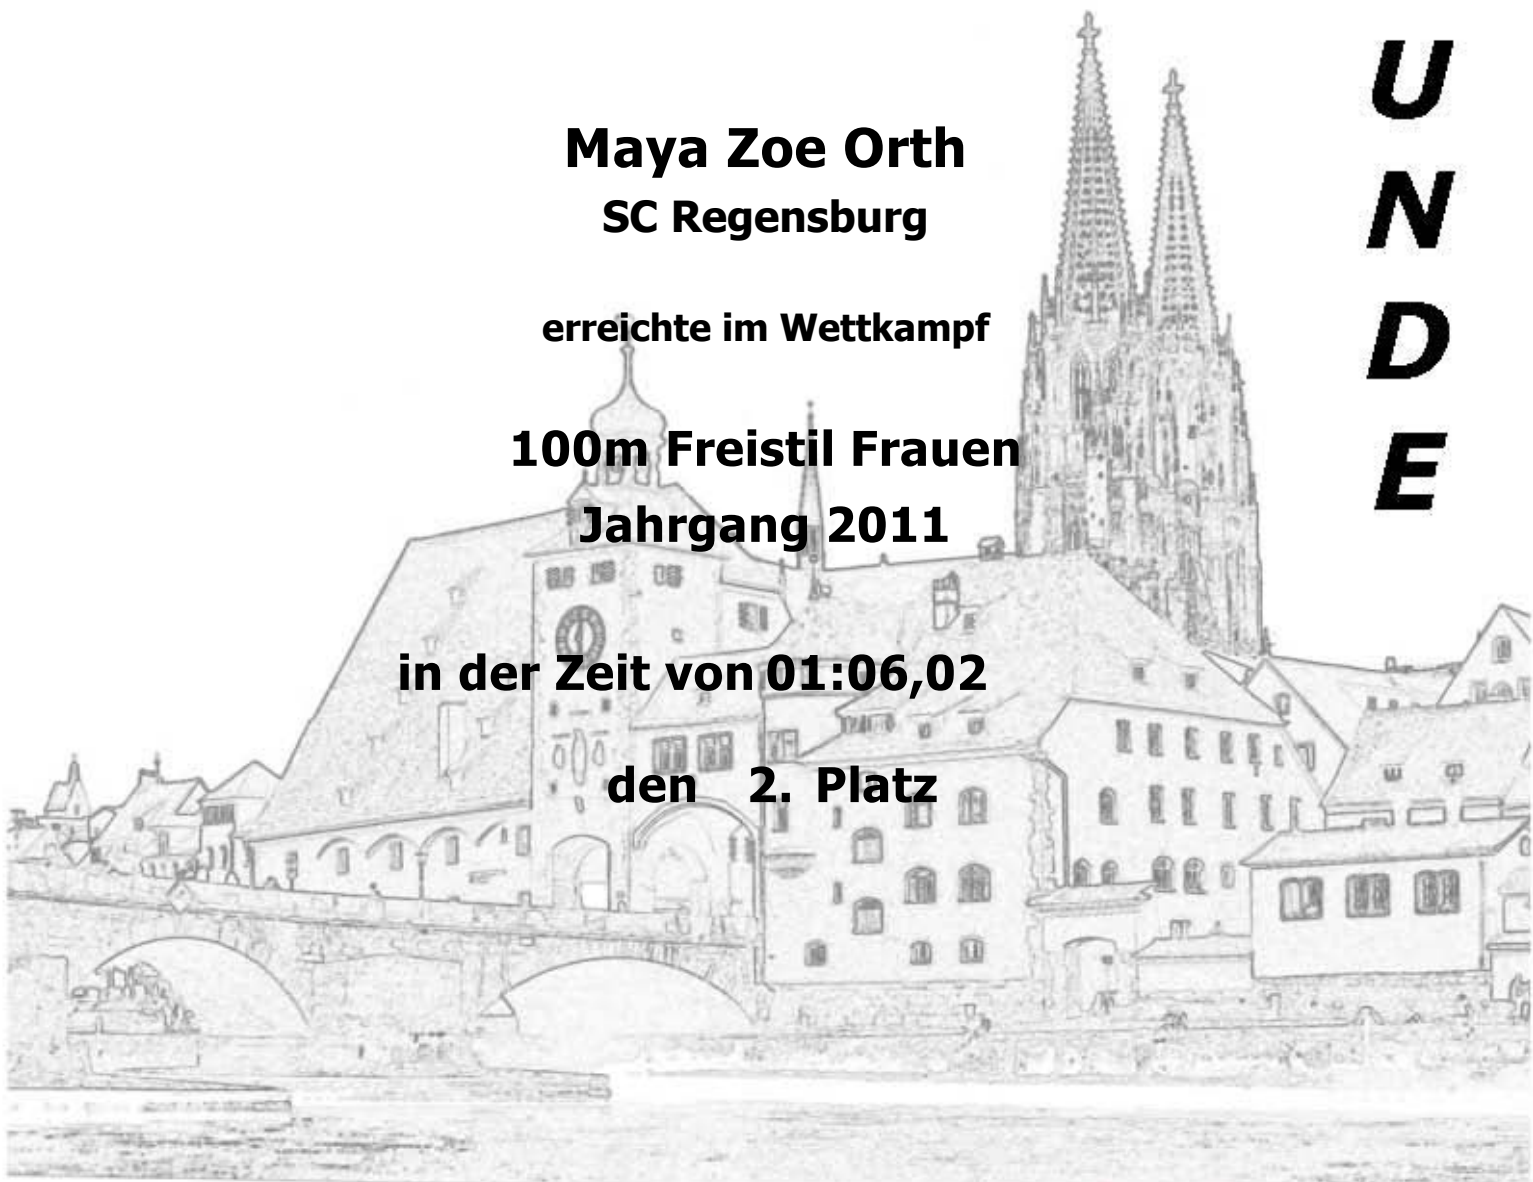 Maya Zoe Orth
SC Regensburg
erreichte im Wettkampf
100m Freistil Frauen
Jahrgang 2011
in der Zeit von 01:06,02
den 2. Platz
U
N
D
E